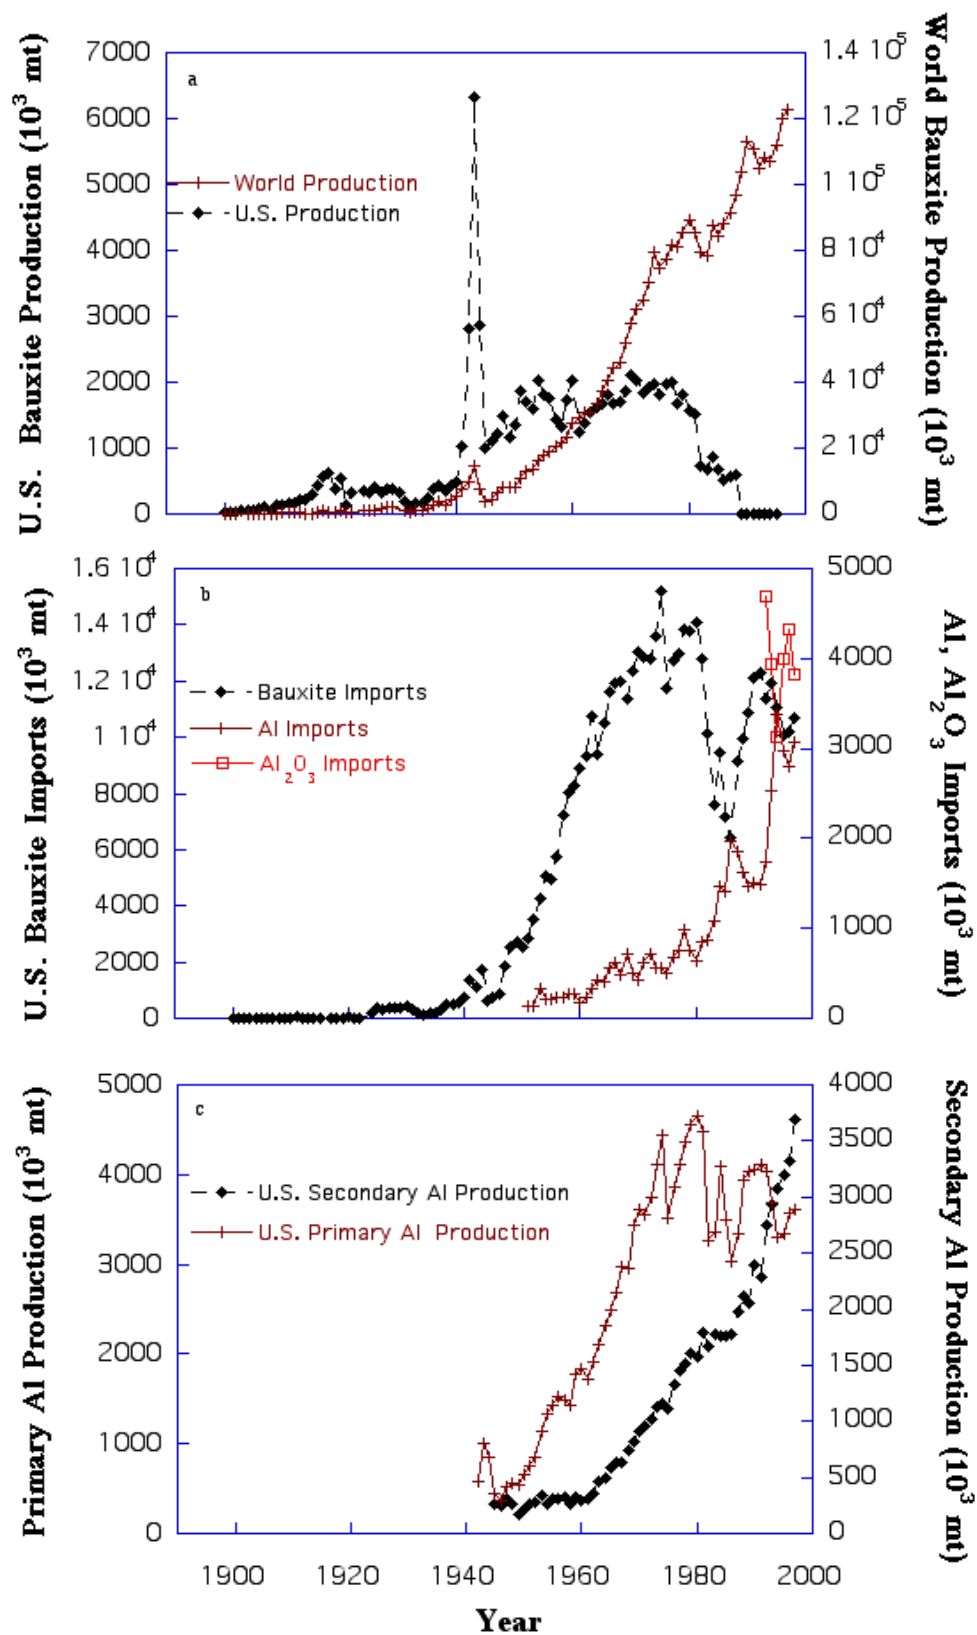 U.S. Bauxite Production (10³ mt)
World Bauxite Production (10³ mt)
7000
6000
5000
4000
3000
2000
1000
0
a
World Production
U.S. Production
1.4 10⁵
1.2 10⁵
1 10⁵
8 10⁴
6 10⁴
4 10⁴
2 10⁴
0
U.S. Bauxite Imports (10³ mt)
Al, Al₂O₃ Imports (10³ mt)
1.6 10⁴
1.4 10⁴
1.2 10⁴
1 10⁴
8000
6000
4000
2000
0
b
Bauxite Imports
Al Imports
Al₂O₃ Imports
5000
4000
3000
2000
1000
0
Primary Al Production (10³ mt)
Secondary Al Production (10³ mt)
5000
4000
3000
2000
1000
0
c
U.S. Secondary Al Production
U.S. Primary Al Production
4000
3500
3000
2500
2000
1500
1000
500
0
1900 1920 1940 1960 1980 2000
Year